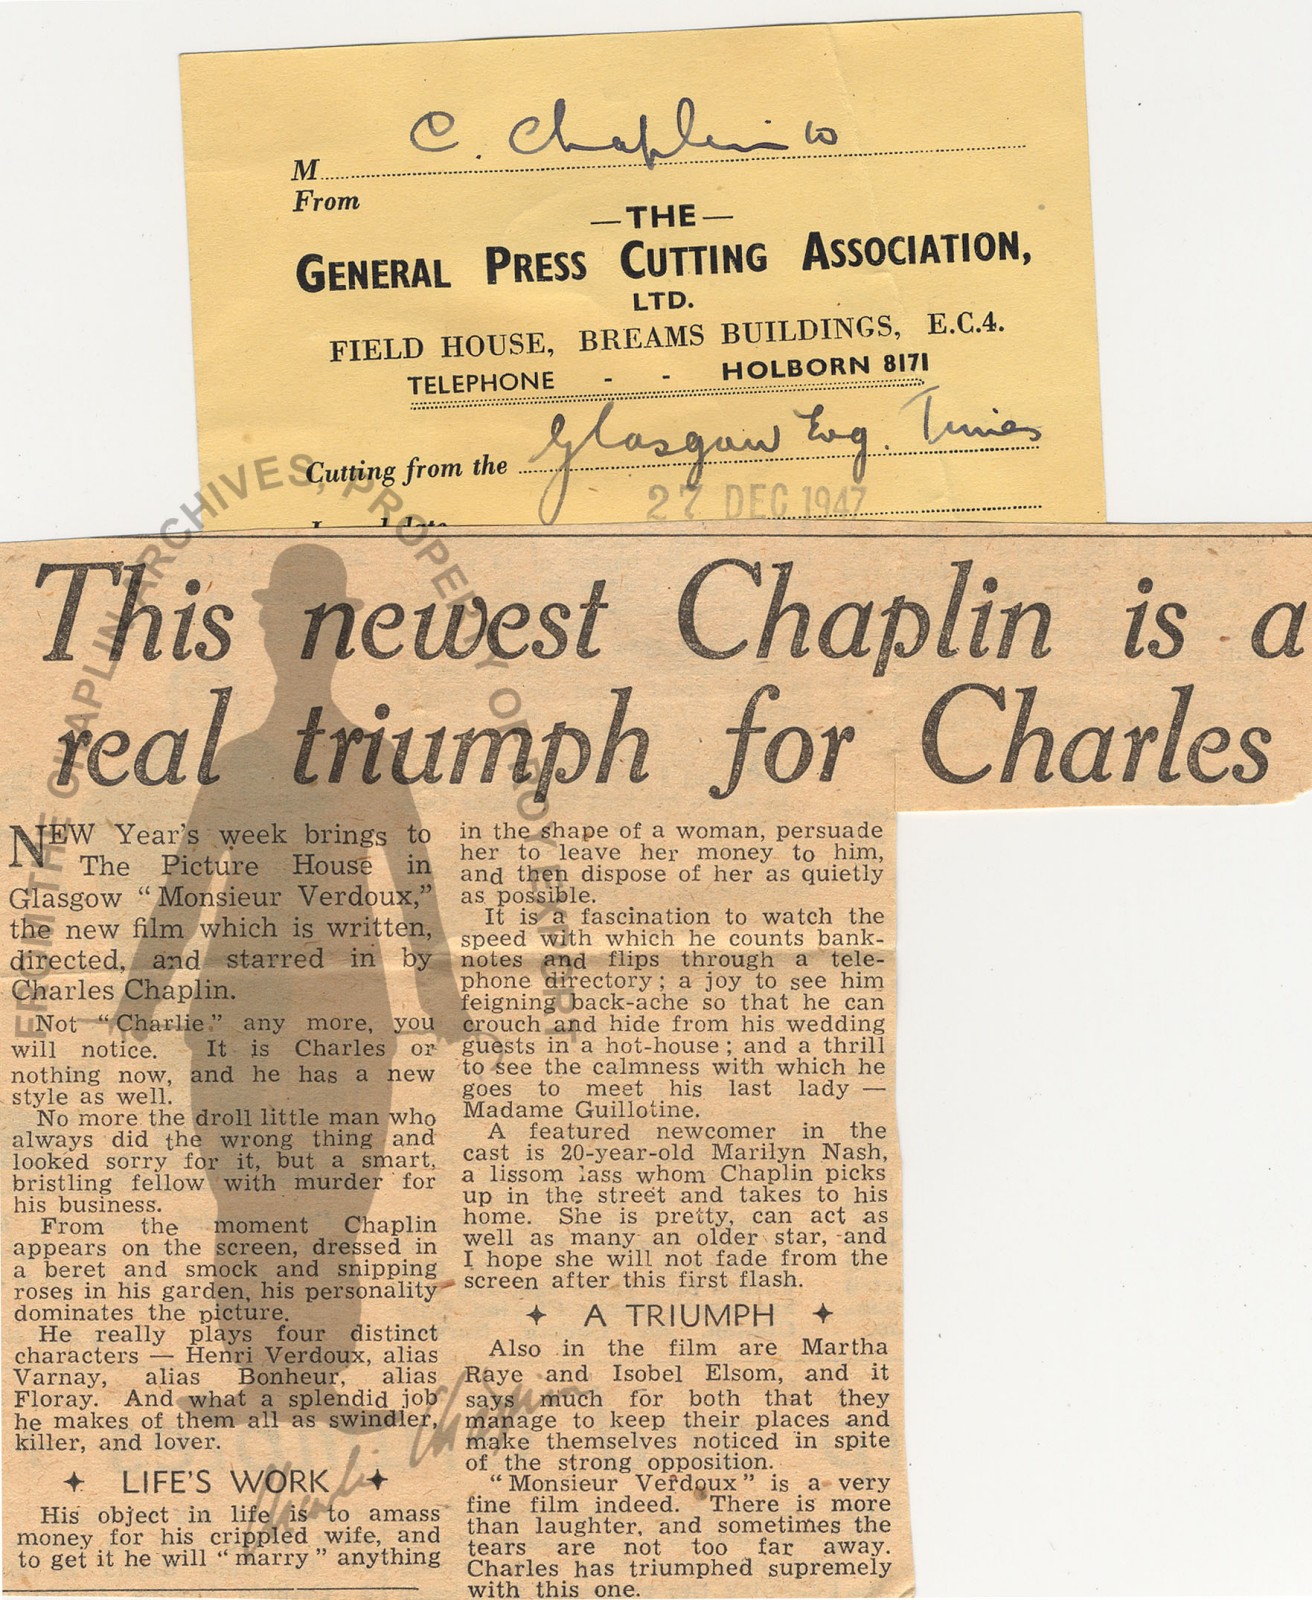 C. Chaplin
M
From
—THE—
GENERAL PRESS CUTTING ASSOCIATION,
LTD.
FIELD HOUSE, BREAMS BUILDINGS, E.C.4.
TELEPHONE - - HOLBORN 8171
Cutting from the Glasgow Evg. Times
27 DEC 1947
This newest Chaplin is a
real triumph for Charles
NEW Year's week brings to
The Picture House in
Glasgow “Monsieur Verdoux,”
the new film which is written,
directed, and starred in by
Charles Chaplin.
Not “Charlie” any more, you
will notice. It is Charles or
nothing now, and he has a new
style as well.
No more the droll little man who
always did the wrong thing and
looked sorry for it, but a smart,
bristling fellow with murder for
his business.
From the moment Chaplin
appears on the screen, dressed in
a beret and smock and snipping
roses in his garden, his personality
dominates the picture.
He really plays four distinct
characters — Henri Verdoux, alias
Varnay, alias Bonheur, alias
Floray. And what a splendid job
he makes of them all as swindler,
killer, and lover.
✦ LIFE'S WORK ✦
His object in life is to amass
money for his crippled wife, and
to get it he will “marry” anything
in the shape of a woman, persuade
her to leave her money to him,
and then dispose of her as quietly
as possible.
It is a fascination to watch the
speed with which he counts bank-
notes and flips through a tele-
phone directory; a joy to see him
feigning back-ache so that he can
crouch and hide from his wedding
guests in a hot-house; and a thrill
to see the calmness with which he
goes to meet his last lady —
Madame Guillotine.
A featured newcomer in the
cast is 20-year-old Marilyn Nash,
a lissom lass whom Chaplin picks
up in the street and takes to his
home. She is pretty, can act as
well as many an older star, and
I hope she will not fade from the
screen after this first flash.
✦ A TRIUMPH ✦
Also in the film are Martha
Raye and Isobel Elsom, and it
says much for both that they
manage to keep their places and
make themselves noticed in spite
of the strong opposition.
“Monsieur Verdoux” is a very
fine film indeed. There is more
than laughter, and sometimes the
tears are not too far away.
Charles has triumphed supremely
with this one.
FROM THE CHAPLIN ARCHIVES, PROPERTY OF ROY EXPORT
Charlie Chaplin